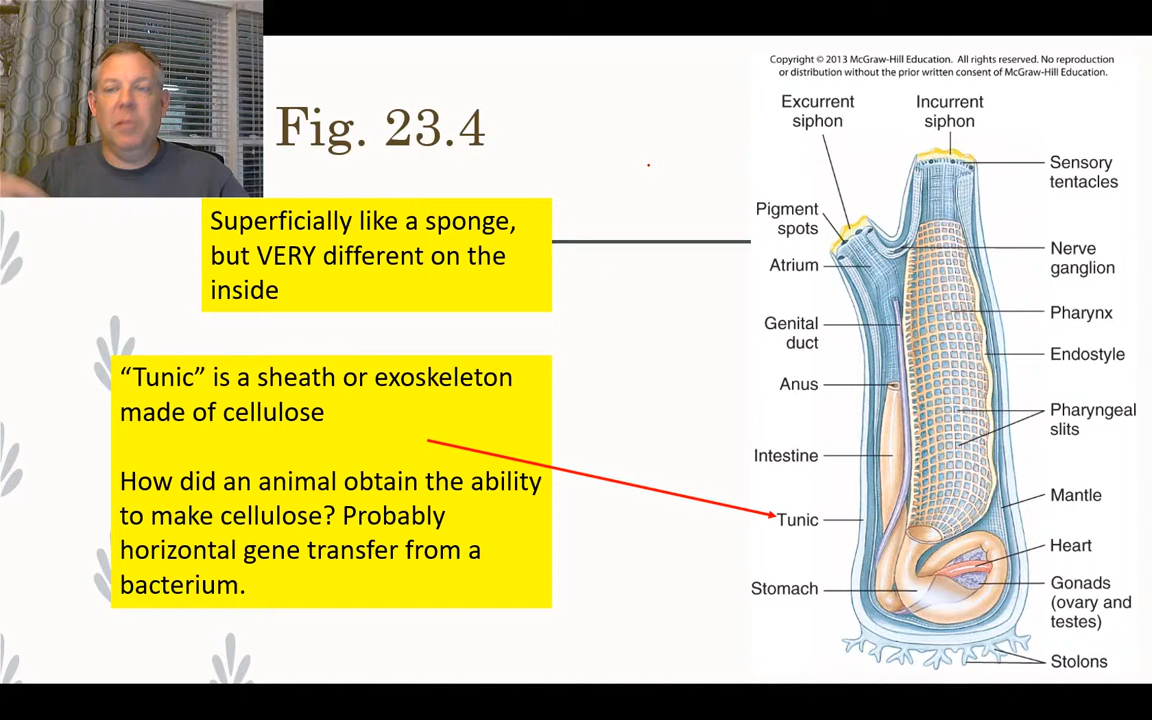 Fig. 23.4
Superficially like a sponge,
but VERY different on the
inside
“Tunic” is a sheath or exoskeleton
made of cellulose
How did an animal obtain the ability
to make cellulose? Probably
horizontal gene transfer from a
bacterium.
Copyright © 2013 McGraw-Hill Education. All rights reserved. No reproduction
or distribution without the prior written consent of McGraw-Hill Education.
Excurrent
siphon
Incurrent
siphon
Pigment
spots
Atrium
Genital
duct
Anus
Intestine
Tunic
Stomach
Sensory
tentacles
Nerve
ganglion
Pharynx
Endostyle
Pharyngeal
slits
Mantle
Heart
Gonads
(ovary and
testes)
Stolons